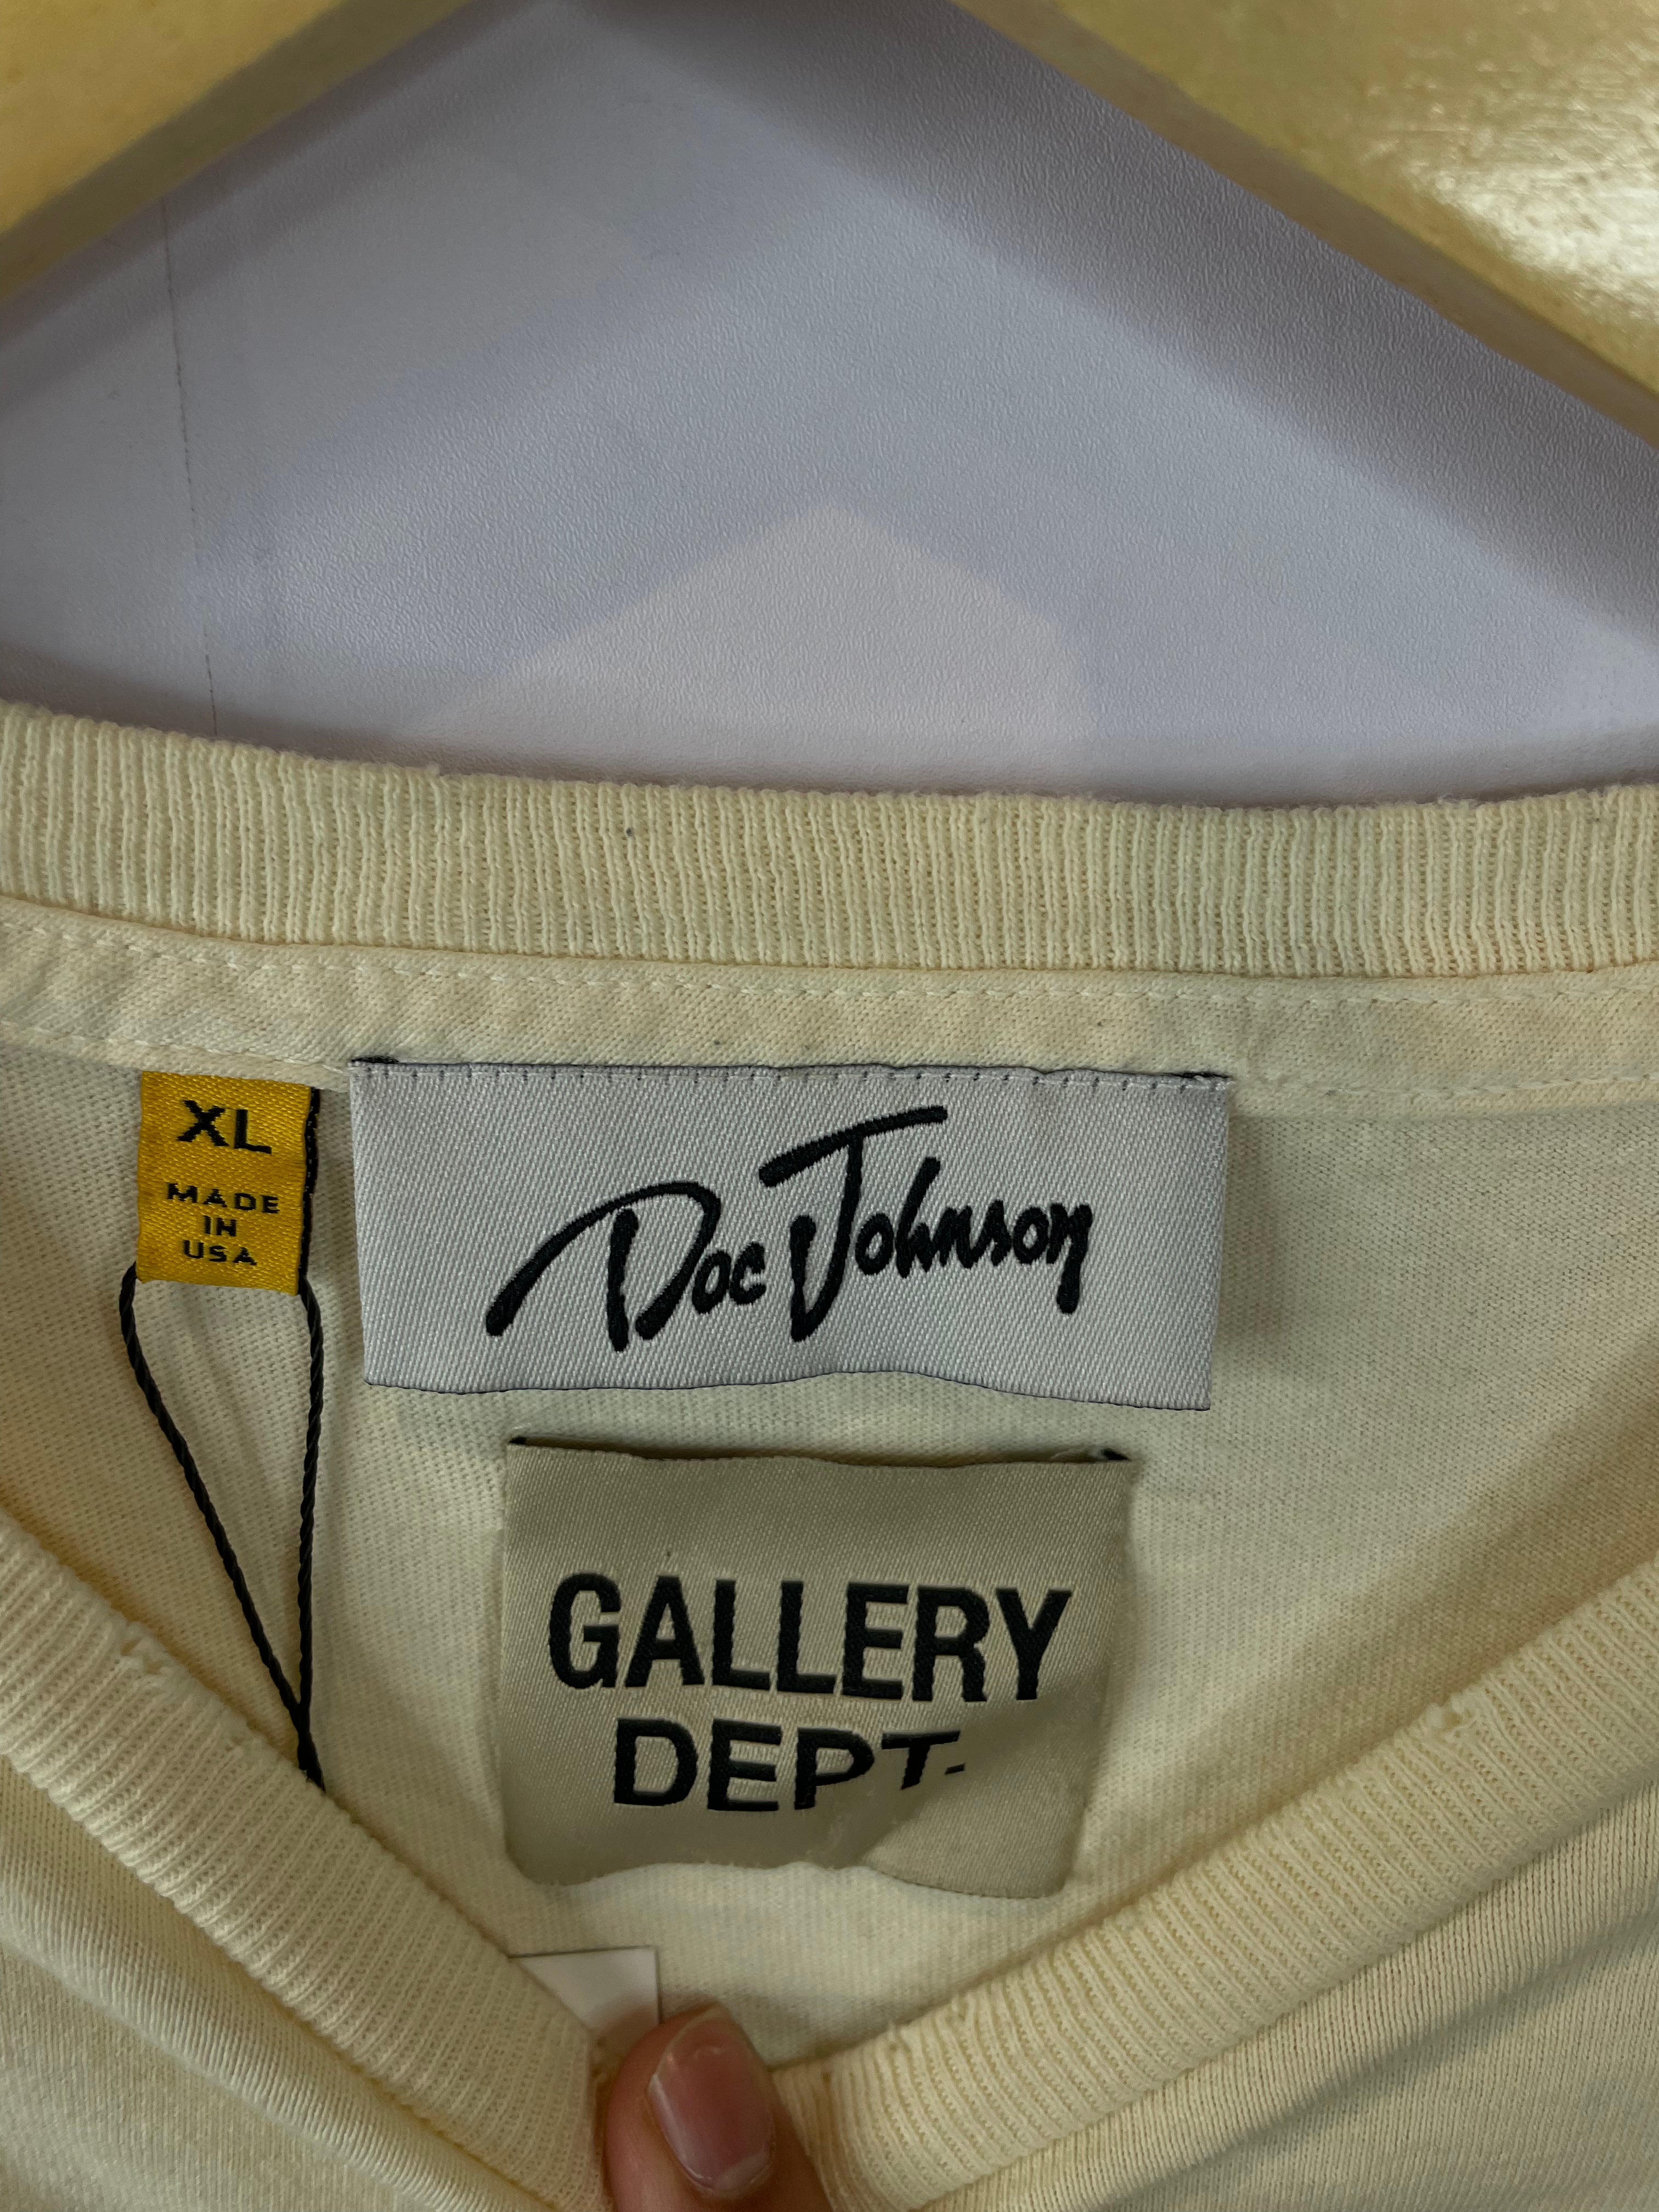 XL
MADE
IN
USA
Doc Johnson
GALLERY
DEPT.